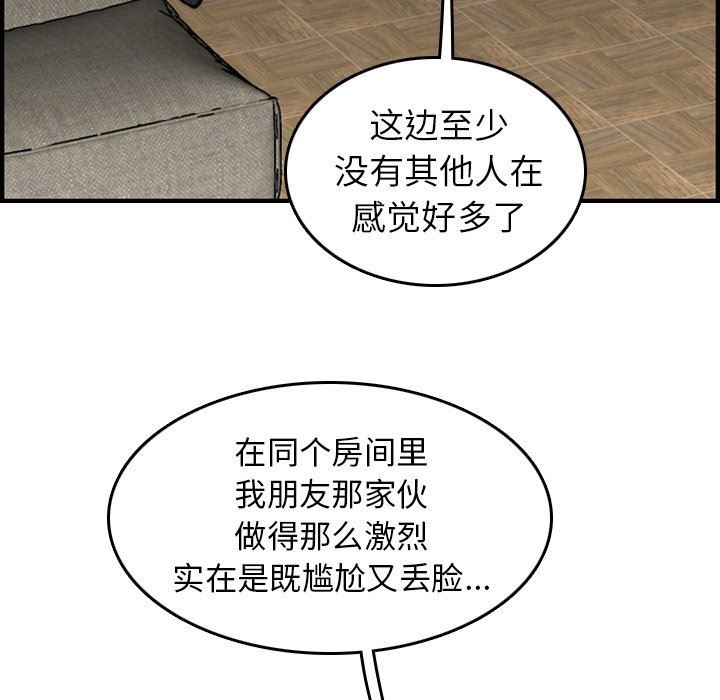 这边至少
没有其他人在
感觉好多了
在同个房间里
我朋友那家伙
做得那么激烈
实在是既尴尬又丢脸...